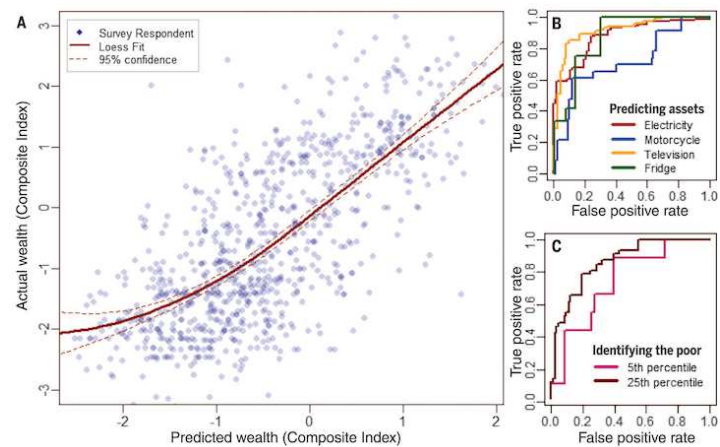 A
Survey Respondent
Loess Fit
95% confidence
Actual wealth (Composite Index)
3
2
1
0
-1
-2
-3
-2
-1
0
1
2
Predicted wealth (Composite Index)
B
True positive rate
1.0
0.8
0.6
0.4
0.2
0.0
Predicting assets
Electricity
Motorcycle
Television
Fridge
0.0 0.2 0.4 0.6 0.8 1.0
False positive rate
C
True positive rate
1.0
0.8
0.6
0.4
0.2
0.0
Identifying the poor
5th percentile
25th percentile
0.0 0.2 0.4 0.6 0.8 1.0
False positive rate